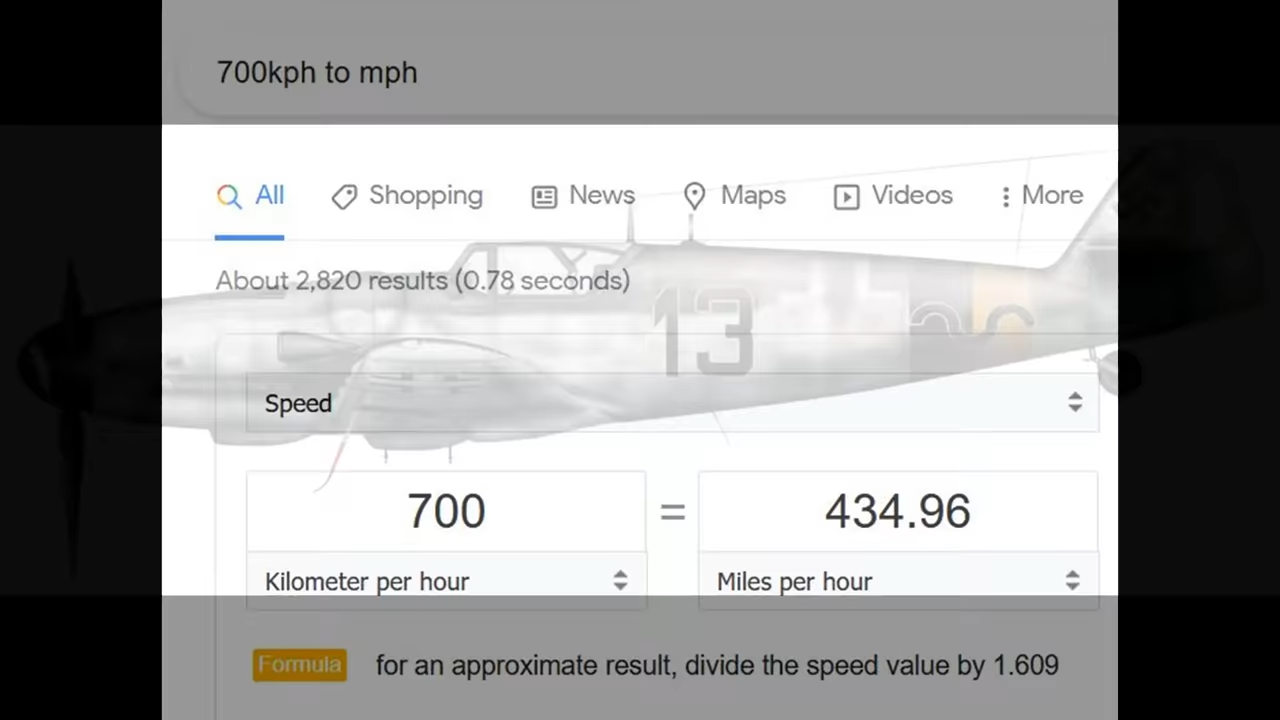 700kph to mph
All Shopping News Maps Videos More
About 2,820 results (0.78 seconds)
13
Speed
700 = 434.96
Kilometer per hour Miles per hour
Formula for an approximate result, divide the speed value by 1.609